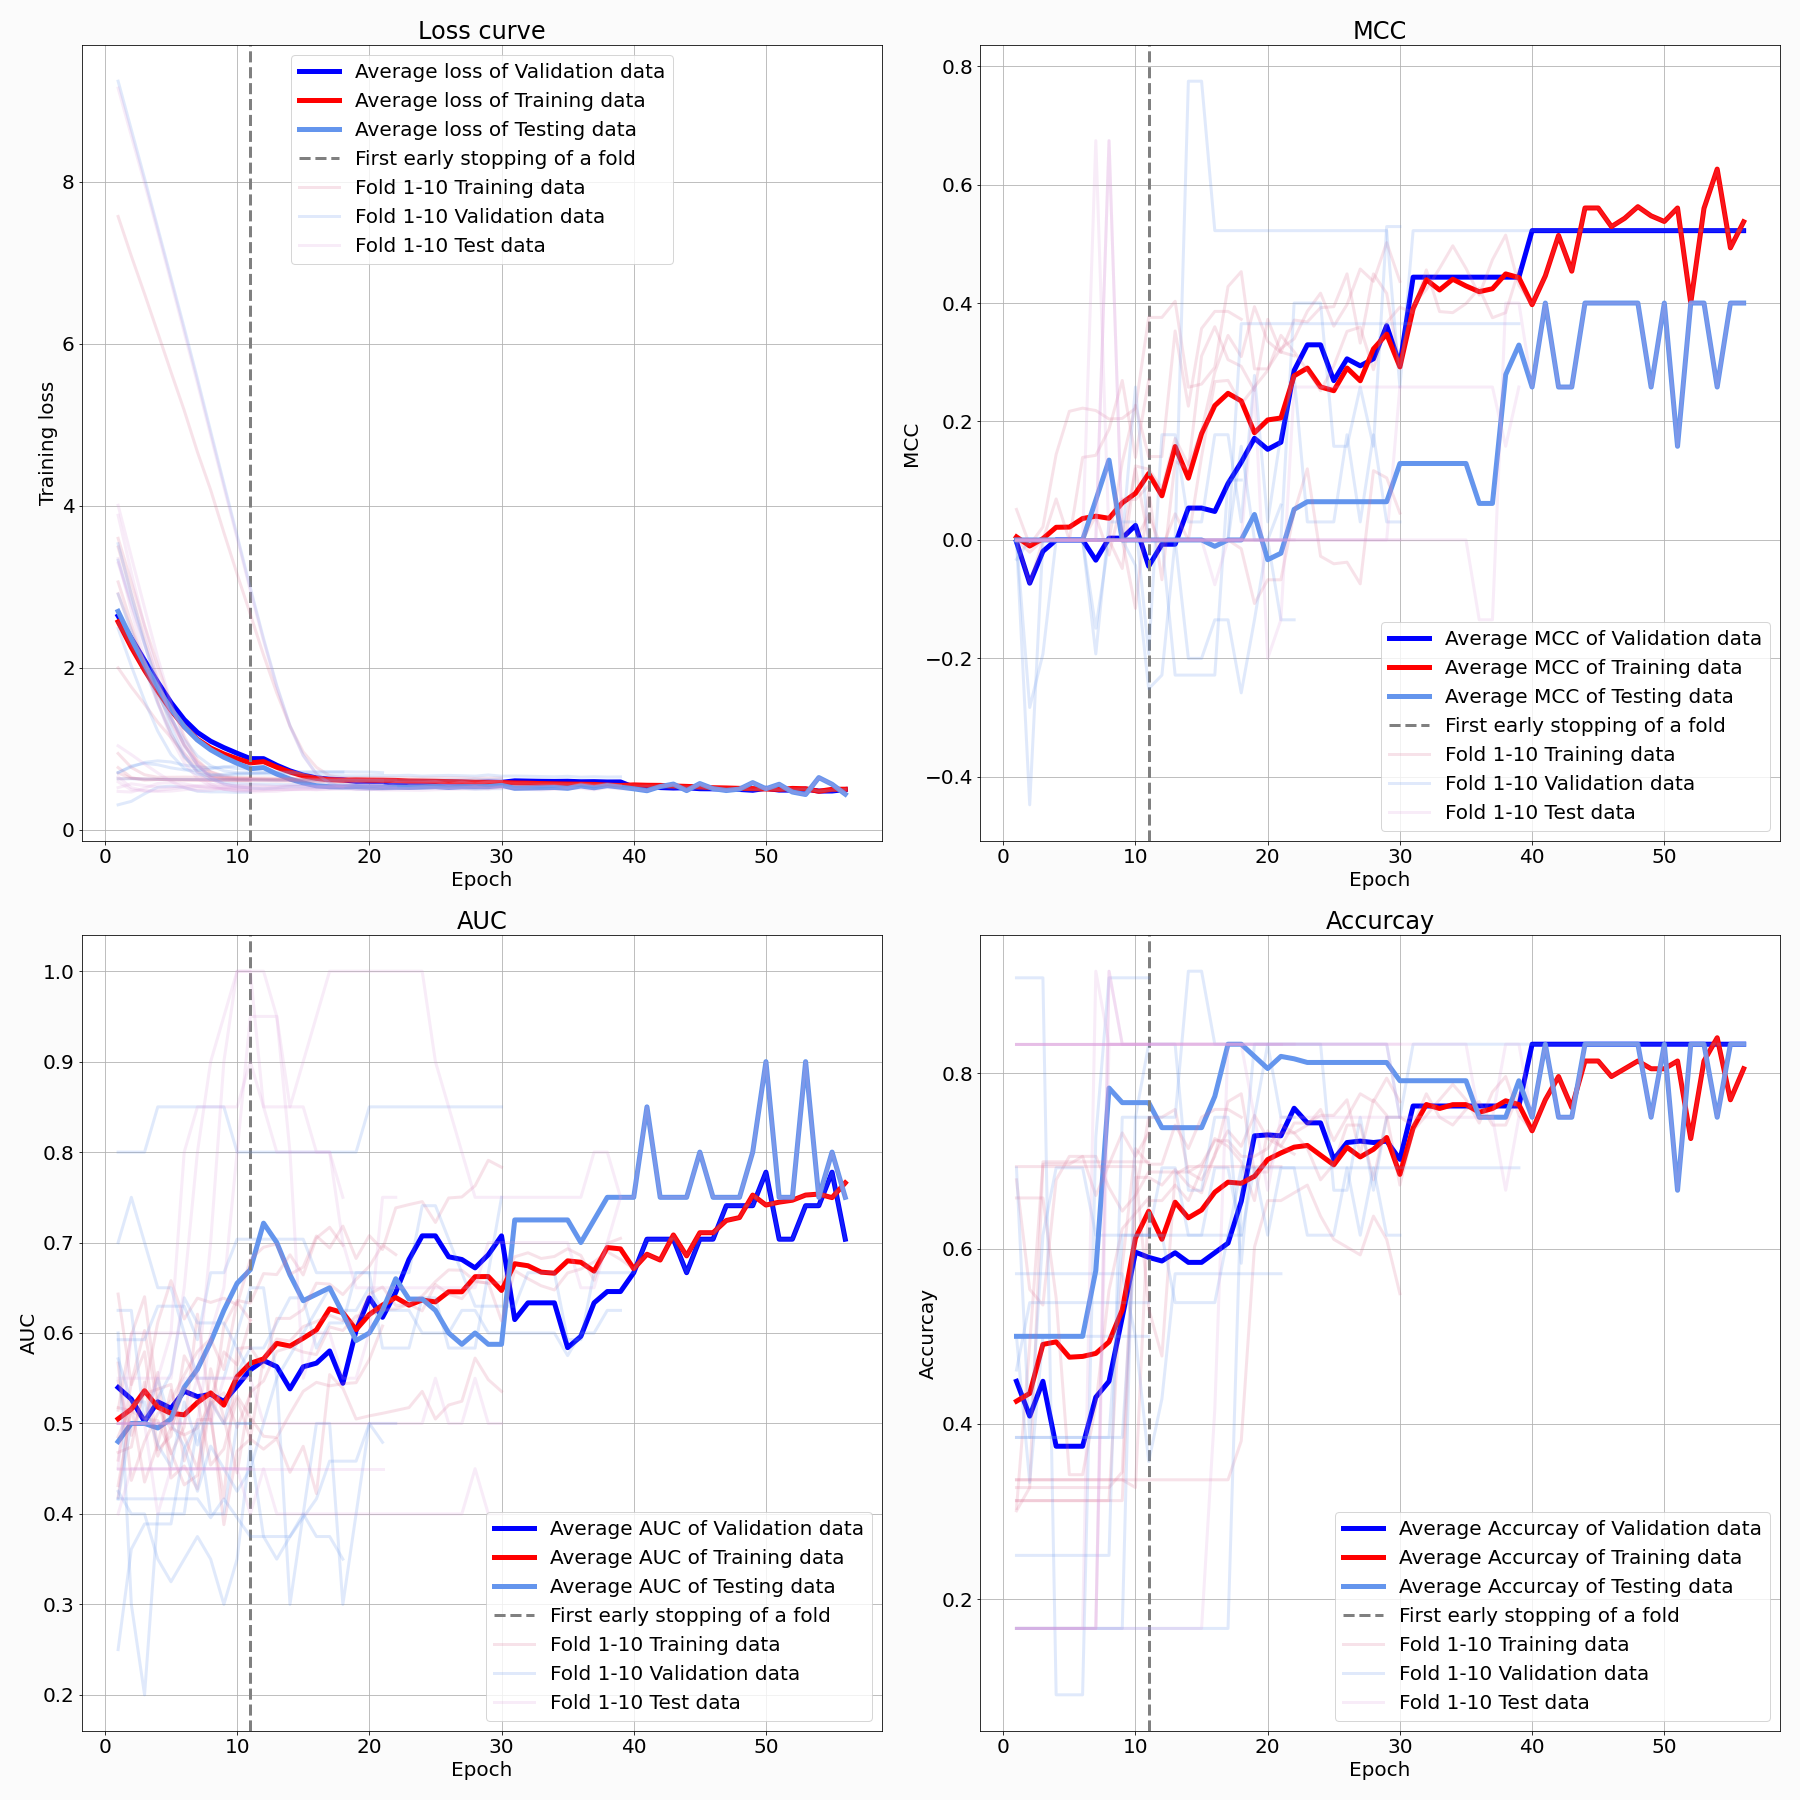 Loss curve
Training loss
8
6
4
2
0
0 10 20 30 40 50
Epoch
Average loss of Validation data
Average loss of Training data
Average loss of Testing data
First early stopping of a fold
Fold 1-10 Training data
Fold 1-10 Validation data
Fold 1-10 Test data
MCC
MCC
0.8
0.6
0.4
0.2
0.0
−0.2
−0.4
0 10 20 30 40 50
Epoch
Average MCC of Validation data
Average MCC of Training data
Average MCC of Testing data
First early stopping of a fold
Fold 1-10 Training data
Fold 1-10 Validation data
Fold 1-10 Test data
AUC
AUC
1.0
0.9
0.8
0.7
0.6
0.5
0.4
0.3
0.2
0 10 20 30 40 50
Epoch
Average AUC of Validation data
Average AUC of Training data
Average AUC of Testing data
First early stopping of a fold
Fold 1-10 Training data
Fold 1-10 Validation data
Fold 1-10 Test data
Accurcay
Accurcay
0.8
0.6
0.4
0.2
0 10 20 30 40 50
Epoch
Average Accurcay of Validation data
Average Accurcay of Training data
Average Accurcay of Testing data
First early stopping of a fold
Fold 1-10 Training data
Fold 1-10 Validation data
Fold 1-10 Test data